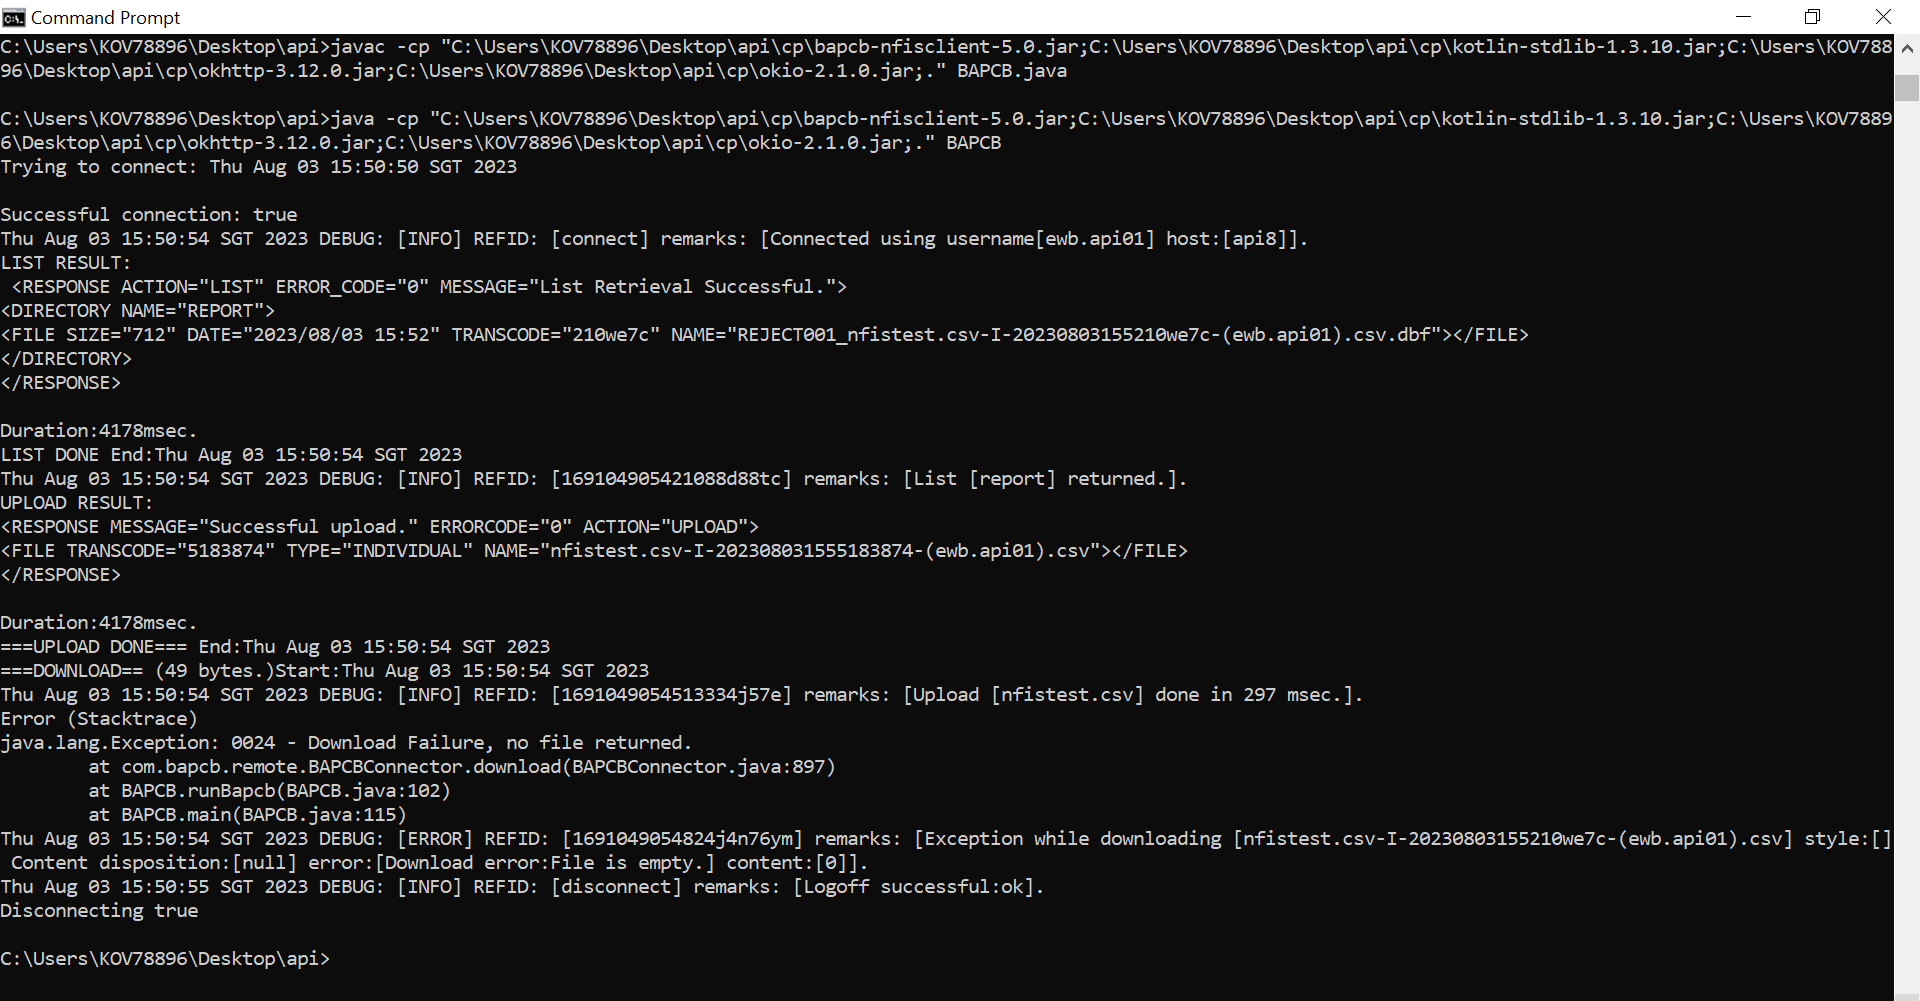 Command Prompt
C:\Users\KOV78896\Desktop\api>javac -cp "C:\Users\KOV78896\Desktop\api\cp\bapcb-nfisclient-5.0.jar;C:\Users\KOV78896\Desktop\api\cp\kotlin-stdlib-1.3.10.jar;C:\Users\KOV788
96\Desktop\api\cp\okhttp-3.12.0.jar;C:\Users\KOV78896\Desktop\api\cp\okio-2.1.0.jar;." BAPCB.java
C:\Users\KOV78896\Desktop\api>java -cp "C:\Users\KOV78896\Desktop\api\cp\bapcb-nfisclient-5.0.jar;C:\Users\KOV78896\Desktop\api\cp\kotlin-stdlib-1.3.10.jar;C:\Users\KOV7889
6\Desktop\api\cp\okhttp-3.12.0.jar;C:\Users\KOV78896\Desktop\api\cp\okio-2.1.0.jar;." BAPCB
Trying to connect: Thu Aug 03 15:50:50 SGT 2023
Successful connection: true
Thu Aug 03 15:50:54 SGT 2023 DEBUG: [INFO] REFID: [connect] remarks: [Connected using username[ewb.api01] host:[api8]].
LIST RESULT:
 <RESPONSE ACTION="LIST" ERROR_CODE="0" MESSAGE="List Retrieval Successful.">
<DIRECTORY NAME="REPORT">
<FILE SIZE="712" DATE="2023/08/03 15:52" TRANSCODE="210we7c" NAME="REJECT001_nfistest.csv-I-20230803155210we7c-(ewb.api01).csv.dbf"></FILE>
</DIRECTORY>
</RESPONSE>
Duration:4178msec.
LIST DONE End:Thu Aug 03 15:50:54 SGT 2023
Thu Aug 03 15:50:54 SGT 2023 DEBUG: [INFO] REFID: [169104905421088d88tc] remarks: [List [report] returned.].
UPLOAD RESULT:
<RESPONSE MESSAGE="Successful upload." ERRORCODE="0" ACTION="UPLOAD">
<FILE TRANSCODE="5183874" TYPE="INDIVIDUAL" NAME="nfistest.csv-I-202308031555183874-(ewb.api01).csv"></FILE>
</RESPONSE>
Duration:4178msec.
===UPLOAD DONE=== End:Thu Aug 03 15:50:54 SGT 2023
===DOWNLOAD== (49 bytes.)Start:Thu Aug 03 15:50:54 SGT 2023
Thu Aug 03 15:50:54 SGT 2023 DEBUG: [INFO] REFID: [1691049054513334j57e] remarks: [Upload [nfistest.csv] done in 297 msec.].
Error (Stacktrace)
java.lang.Exception: 0024 - Download Failure, no file returned.
        at com.bapcb.remote.BAPCBConnector.download(BAPCBConnector.java:897)
        at BAPCB.runBapcb(BAPCB.java:102)
        at BAPCB.main(BAPCB.java:115)
Thu Aug 03 15:50:54 SGT 2023 DEBUG: [ERROR] REFID: [1691049054824j4n76ym] remarks: [Exception while downloading [nfistest.csv-I-20230803155210we7c-(ewb.api01).csv] style:[]
 Content disposition:[null] error:[Download error:File is empty.] content:[0]].
Thu Aug 03 15:50:55 SGT 2023 DEBUG: [INFO] REFID: [disconnect] remarks: [Logoff successful:ok].
Disconnecting true
C:\Users\KOV78896\Desktop\api>